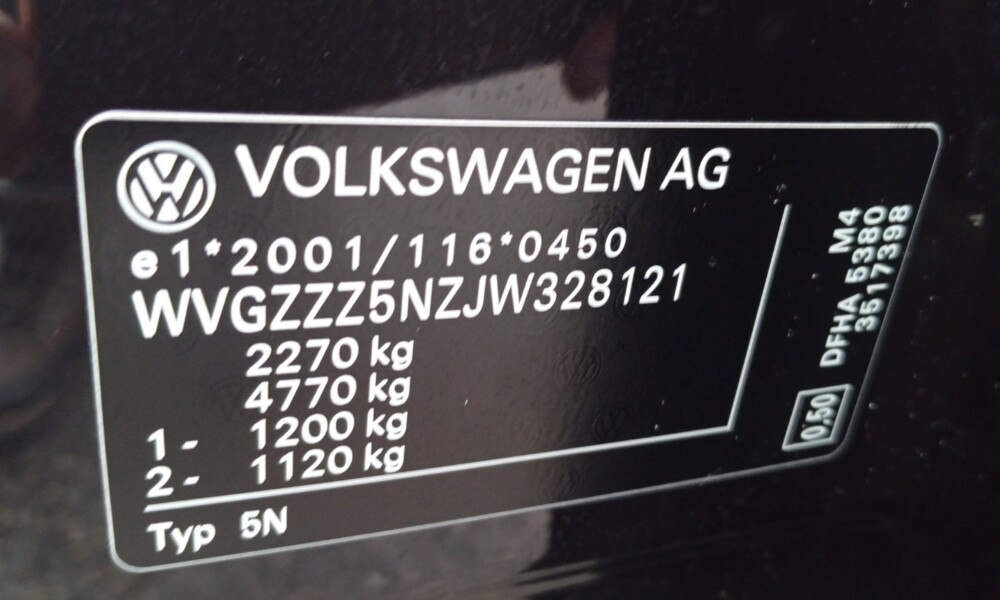 VOLKSWAGEN AG
e1*2001/116*0450
WVGZZZ5NZJW328121
2270 kg
4770 kg
1- 1200 kg
2- 1120 kg
Typ 5N
M4
DFHA 5380
3517398
0,50